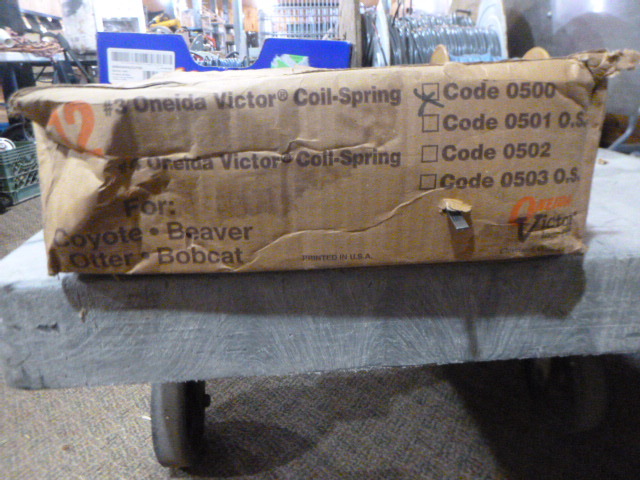 12
#3 Oneida Victor® Coil-Spring
Oneida Victor® Coil-Spring
Code 0500
Code 0501 O.S.
Code 0502
Code 0503 O.S.
For:
Coyote • Beaver
Otter • Bobcat
PRINTED IN U.S.A.
Victor